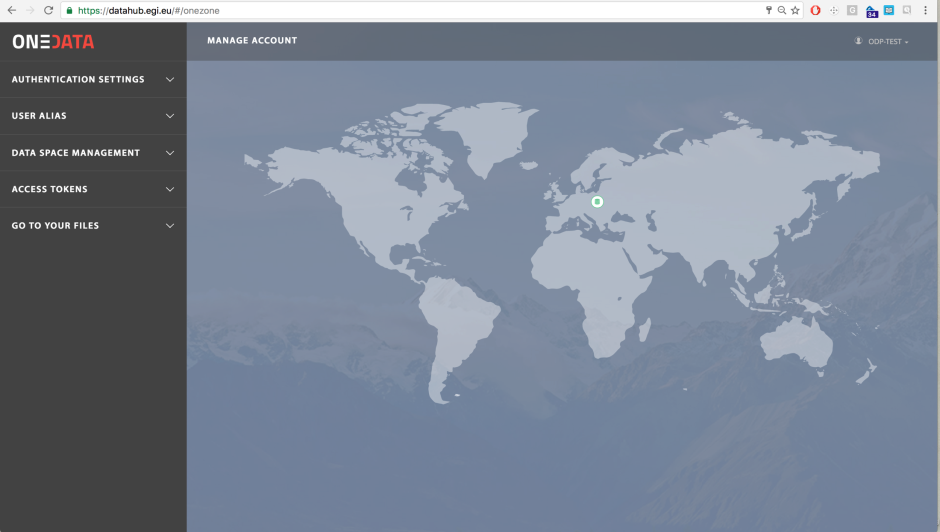 https://datahub.egi.eu/#/onezone
34
ONEDATA
MANAGE ACCOUNT
ODP-TEST
AUTHENTICATION SETTINGS
USER ALIAS
DATA SPACE MANAGEMENT
ACCESS TOKENS
GO TO YOUR FILES